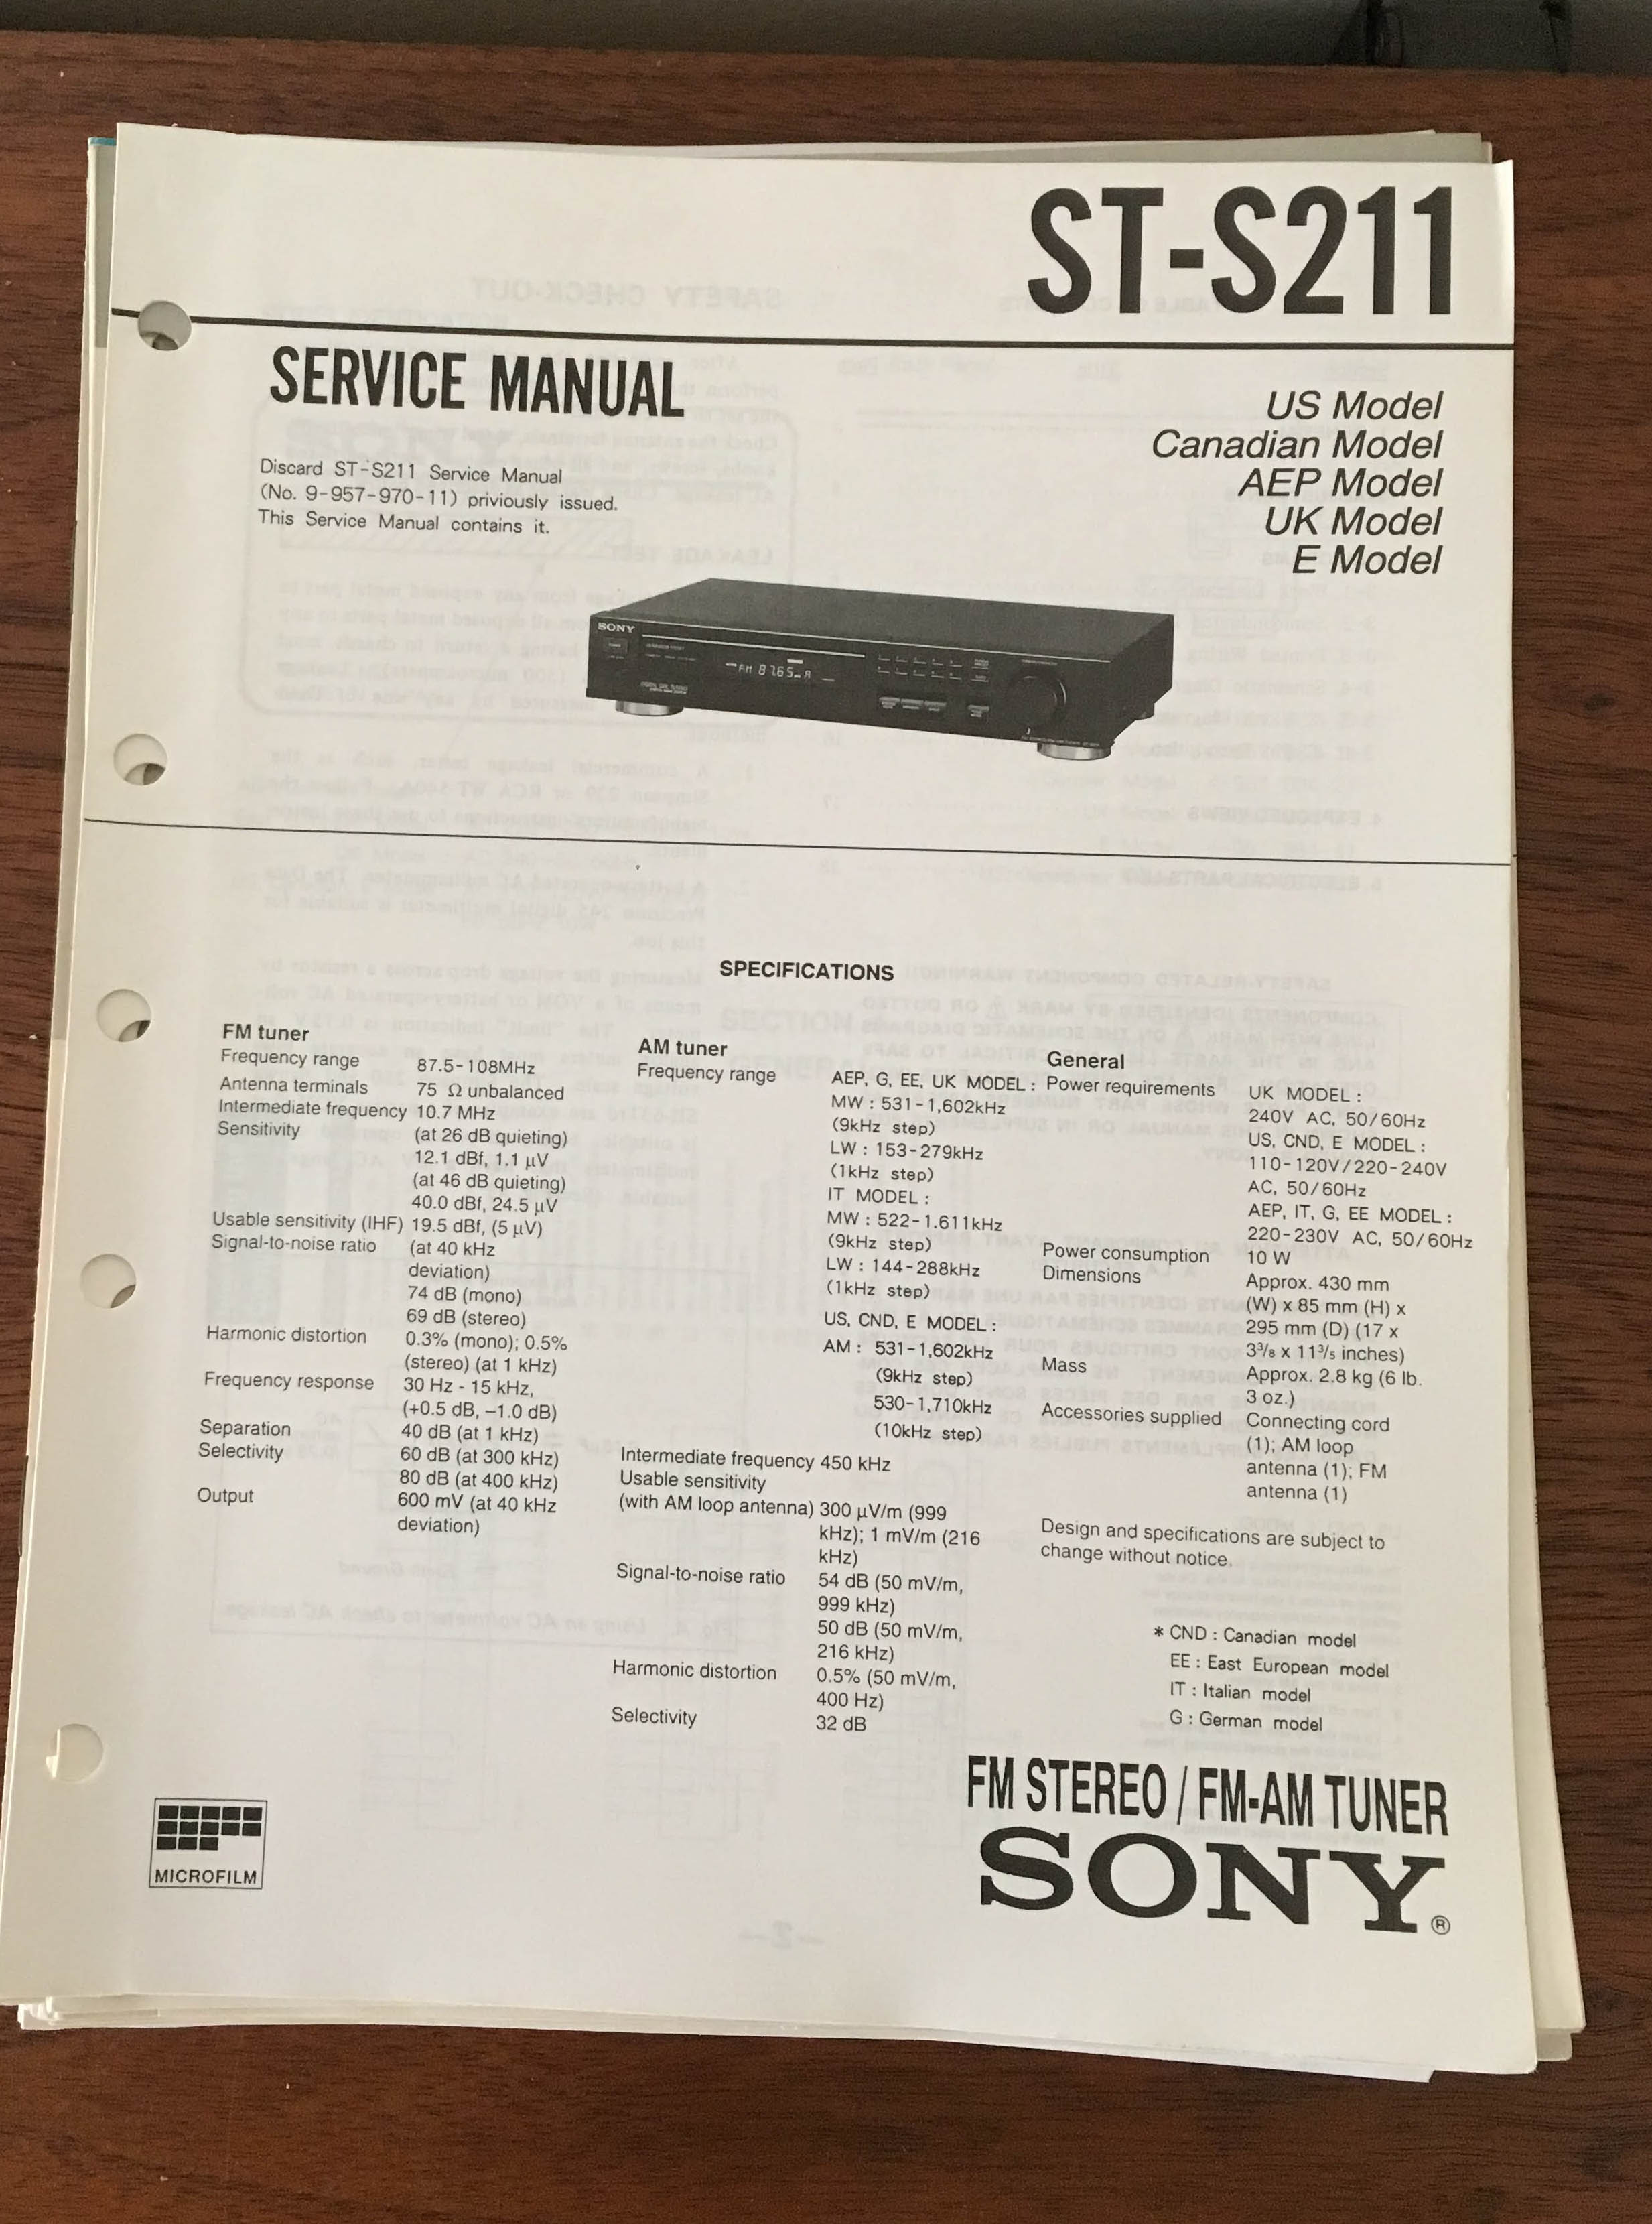 ST-S211
SERVICE MANUAL
US Model
Canadian Model
AEP Model
UK Model
E Model
Discard ST-S211 Service Manual
(No. 9-957-970-11) priviously issued.
This Service Manual contains it.
SONY
FM 87.65 A
SPECIFICATIONS
FM tuner
Frequency range 87.5-108MHz
Antenna terminals 75 Ω unbalanced
Intermediate frequency 10.7 MHz
Sensitivity (at 26 dB quieting)
12.1 dBf, 1.1 µV
(at 46 dB quieting)
40.0 dBf, 24.5 µV
Usable sensitivity (IHF) 19.5 dBf, (5 µV)
Signal-to-noise ratio (at 40 kHz
deviation)
74 dB (mono)
69 dB (stereo)
Harmonic distortion 0.3% (mono); 0.5%
(stereo) (at 1 kHz)
Frequency response 30 Hz - 15 kHz,
(+0.5 dB, –1.0 dB)
Separation 40 dB (at 1 kHz)
Selectivity 60 dB (at 300 kHz)
80 dB (at 400 kHz)
Output 600 mV (at 40 kHz
deviation)
AM tuner
Frequency range AEP, G, EE, UK MODEL :
MW : 531-1,602kHz
(9kHz step)
LW : 153-279kHz
(1kHz step)
IT MODEL :
MW : 522-1.611kHz
(9kHz step)
LW : 144-288kHz
(1kHz step)
US, CND, E MODEL :
AM : 531-1,602kHz
(9kHz step)
530-1,710kHz
(10kHz step)
Intermediate frequency 450 kHz
Usable sensitivity
(with AM loop antenna) 300 µV/m (999
kHz); 1 mV/m (216
kHz)
Signal-to-noise ratio 54 dB (50 mV/m,
999 kHz)
50 dB (50 mV/m,
216 kHz)
Harmonic distortion 0.5% (50 mV/m,
400 Hz)
Selectivity 32 dB
General
Power requirements UK MODEL :
240V AC, 50/60Hz
US, CND, E MODEL :
110-120V/220-240V
AC, 50/60Hz
AEP, IT, G, EE MODEL :
220-230V AC, 50/60Hz
Power consumption 10 W
Dimensions Approx. 430 mm
(W) x 85 mm (H) x
295 mm (D) (17 x
3³/₈ x 11³/₅ inches)
Mass Approx. 2.8 kg (6 lb.
3 oz.)
Accessories supplied Connecting cord
(1); AM loop
antenna (1); FM
antenna (1)
Design and specifications are subject to
change without notice.
* CND : Canadian model
EE : East European model
IT : Italian model
G : German model
FM STEREO / FM-AM TUNER
SONY®
MICROFILM